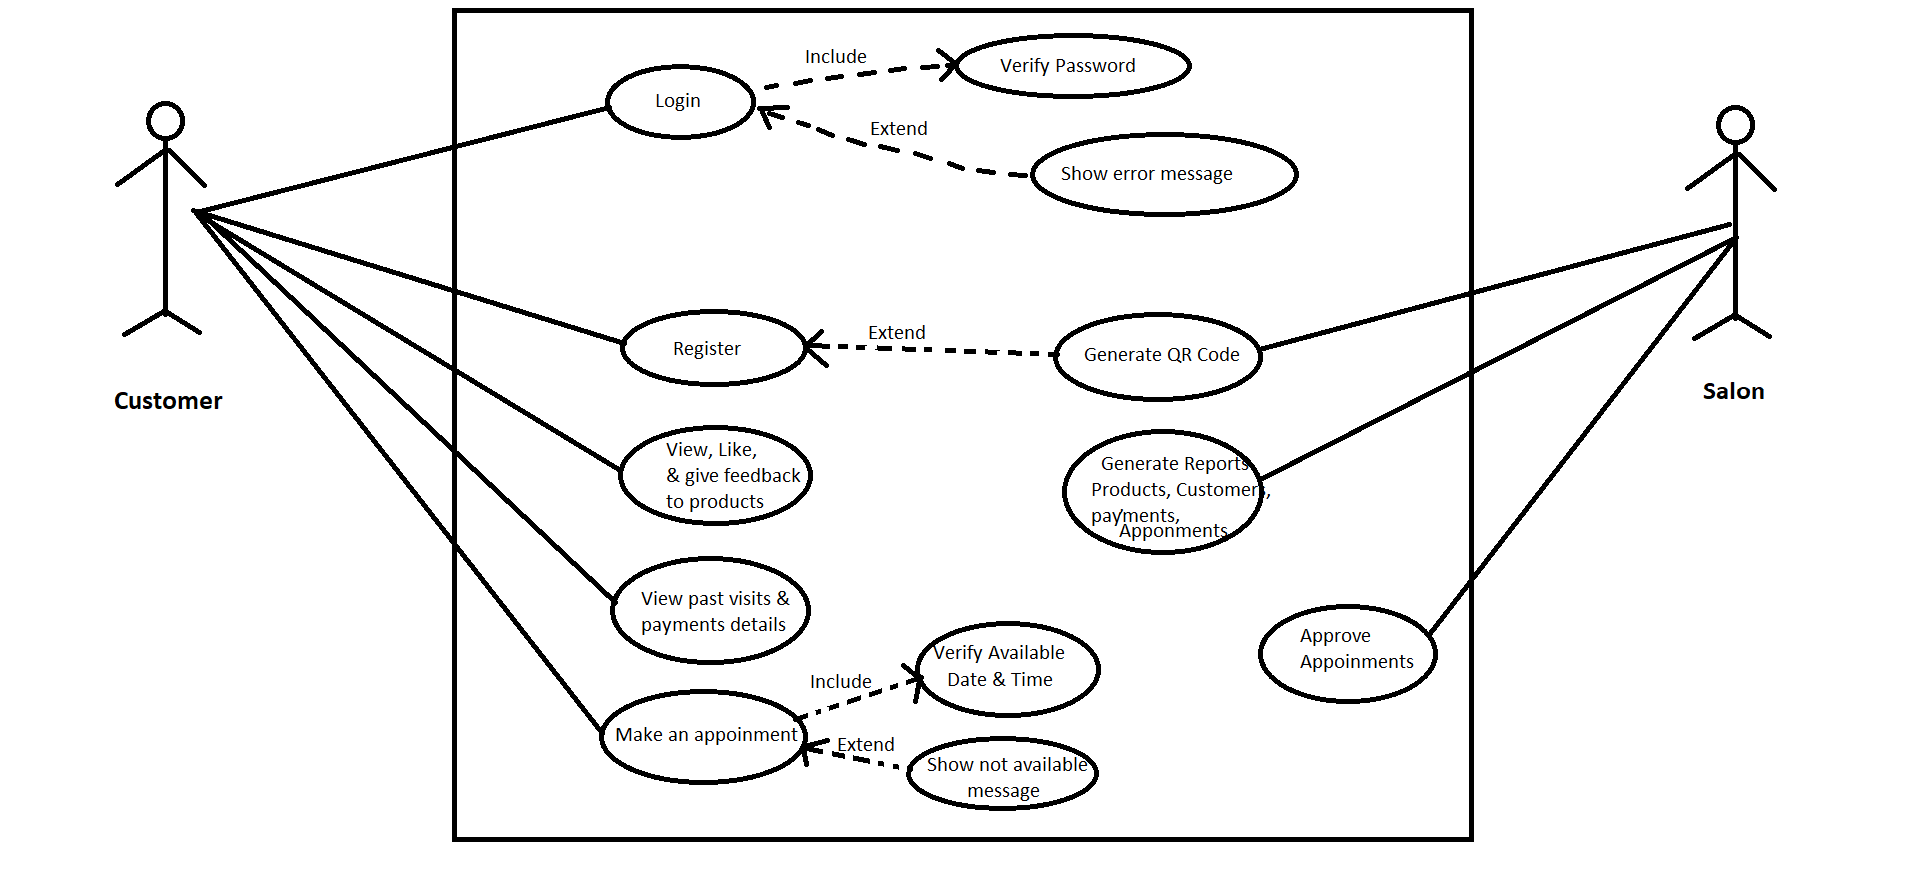 Include
Verify Password
Login
Extend
Show error message
Customer
Salon
Register
Extend
Generate QR Code
View, Like,
& give feedback
to products
Generate Reports
Products, Customers,
payments,
Apponments
View past visits &
payments details
Approve
Appoinments
Make an appoinment
Include
Verify Available
Date & Time
Extend
Show not available
message